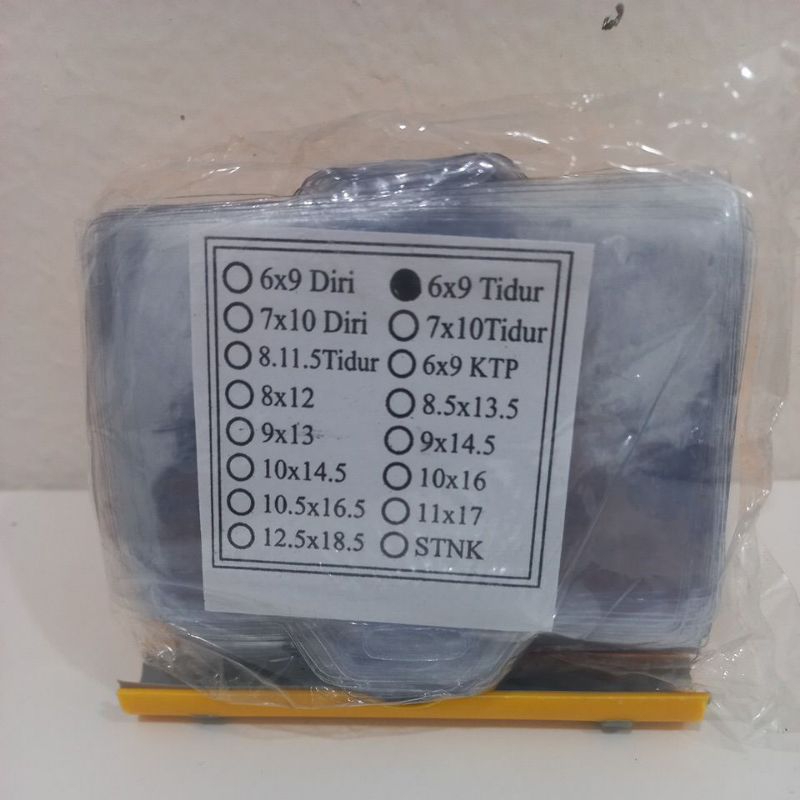 6x9 Diri 6x9 Tidur
7x10 Diri 7x10Tidur
8.11.5Tidur 6x9 KTP
8x12 8.5x13.5
9x13 9x14.5
10x14.5 10x16
10.5x16.5 11x17
12.5x18.5 STNK